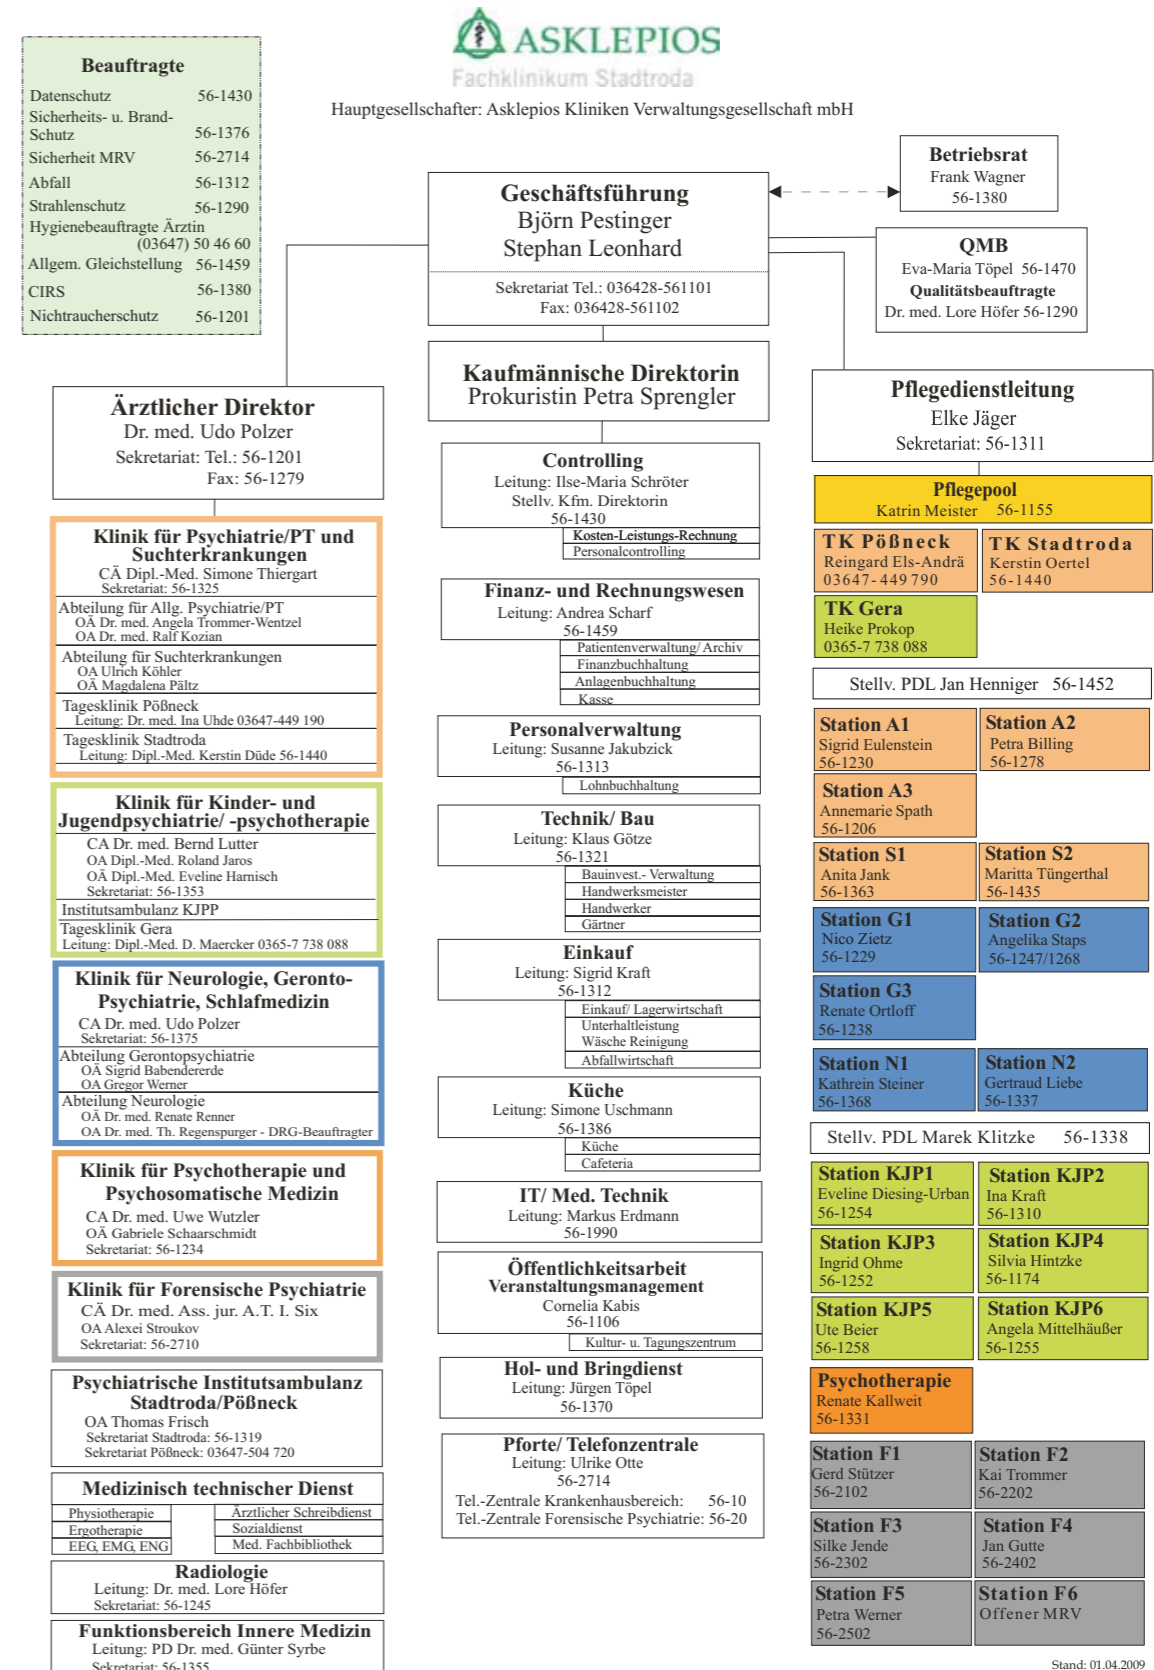 ASKLEPIOS
Fachklinikum Stadtroda
Hauptgesellschafter: Asklepios Kliniken Verwaltungsgesellschaft mbH
Beauftragte
Datenschutz 56-1430
Sicherheits- u. Brand-
Schutz 56-1376
Sicherheit MRV 56-2714
Abfall 56-1312
Strahlenschutz 56-1290
Hygienebeauftragte Ärztin
(03647) 50 46 60
Allgem. Gleichstellung 56-1459
CIRS 56-1380
Nichtraucherschutz 56-1201
Geschäftsführung
Björn Pestinger
Stephan Leonhard
Sekretariat Tel.: 036428-561101
Fax: 036428-561102
Betriebsrat
Frank Wagner
56-1380
QMB
Eva-Maria Töpel 56-1470
Qualitätsbeauftragte
Dr. med. Lore Höfer 56-1290
Ärztlicher Direktor
Dr. med. Udo Polzer
Sekretariat: Tel.: 56-1201
Fax: 56-1279
Klinik für Psychiatrie/PT und
Suchterkrankungen
CÄ Dipl.-Med. Simone Thiergart
Sekretariat: 56-1325
Abteilung für Allg. Psychiatrie/PT
OÄ Dr. med. Angela Trommer-Wentzel
OA Dr. med. Ralf Kozian
Abteilung für Suchterkrankungen
OA Ulrich Köhler
OÄ Magdalena Pältz
Tagesklinik Pößneck
Leitung: Dr. med. Ina Uhde 03647-449 190
Tagesklinik Stadtroda
Leitung: Dipl.-Med. Kerstin Düde 56-1440
Klinik für Kinder- und
Jugendpsychiatrie/ -psychotherapie
CA Dr. med. Bernd Lutter
OA Dipl.-Med. Roland Jaros
OÄ Dipl.-Med. Eveline Harnisch
Sekretariat: 56-1353
Institutsambulanz KJPP
Tagesklinik Gera
Leitung: Dipl.-Med. D. Maercker 0365-7 738 088
Klinik für Neurologie, Geronto-
Psychiatrie, Schlafmedizin
CA Dr. med. Udo Polzer
Sekretariat: 56-1375
Abteilung Gerontopsychiatrie
OÄ Sigrid Babendererde
OA Gregor Werner
Abteilung Neurologie
OÄ Dr. med. Renate Renner
OA Dr. med. Th. Regenspurger - DRG-Beauftragter
Klinik für Psychotherapie und
Psychosomatische Medizin
CA Dr. med. Uwe Wutzler
OÄ Gabriele Schaarschmidt
Sekretariat: 56-1234
Klinik für Forensische Psychiatrie
CÄ Dr. med. Ass. jur. A.T. I. Six
OA Alexei Stroukov
Sekretariat: 56-2710
Psychiatrische Institutsambulanz
Stadtroda/Pößneck
OA Thomas Frisch
Sekretariat Stadtroda: 56-1319
Sekretariat Pößneck: 03647-504 720
Medizinisch technischer Dienst
Physiotherapie
Ergotherapie
EEG, EMG, ENG
Ärztlicher Schreibdienst
Sozialdienst
Med. Fachbibliothek
Radiologie
Leitung: Dr. med. Lore Höfer
Sekretariat: 56-1245
Funktionsbereich Innere Medizin
Leitung: PD Dr. med. Günter Syrbe
Sekretariat: 56-1355
Kaufmännische Direktorin
Prokuristin Petra Sprengler
Controlling
Leitung: Ilse-Maria Schröter
Stellv. Kfm. Direktorin
56-1430
Kosten-Leistungs-Rechnung
Personalcontrolling
Finanz- und Rechnungswesen
Leitung: Andrea Scharf
56-1459
Patientenverwaltung/ Archiv
Finanzbuchhaltung
Anlagenbuchhaltung
Kasse
Personalverwaltung
Leitung: Susanne Jakubzick
56-1313
Lohnbuchhaltung
Technik/ Bau
Leitung: Klaus Götze
56-1321
Bauinvest.- Verwaltung
Handwerksmeister
Handwerker
Gärtner
Einkauf
Leitung: Sigrid Kraft
56-1312
Einkauf/ Lagerwirtschaft
Unterhaltleistung
Wäsche Reinigung
Abfallwirtschaft
Küche
Leitung: Simone Uschmann
56-1386
Küche
Cafeteria
IT/ Med. Technik
Leitung: Markus Erdmann
56-1990
Öffentlichkeitsarbeit
Veranstaltungsmanagement
Cornelia Kabis
56-1106
Kultur- u. Tagungszentrum
Hol- und Bringdienst
Leitung: Jürgen Töpel
56-1370
Pforte/ Telefonzentrale
Leitung: Ulrike Otte
56-2714
Tel.-Zentrale Krankenhausbereich: 56-10
Tel.-Zentrale Forensische Psychiatrie: 56-20
Pflegedienstleitung
Elke Jäger
Sekretariat: 56-1311
Pflegepool
Katrin Meister 56-1155
TK Pößneck
Reingard Els-Andrä
03647- 449 790
TK Stadtroda
Kerstin Oertel
56-1440
TK Gera
Heike Prokop
0365-7 738 088
Stellv. PDL Jan Henniger 56-1452
Station A1
Sigrid Eulenstein
56-1230
Station A2
Petra Billing
56-1278
Station A3
Annemarie Spath
56-1206
Station S1
Anita Jank
56-1363
Station S2
Maritta Tüngerthal
56-1435
Station G1
Nico Zietz
56-1229
Station G2
Angelika Staps
56-1247/1268
Station G3
Renate Ortloff
56-1238
Station N1
Kathrein Steiner
56-1368
Station N2
Gertraud Liebe
56-1337
Stellv. PDL Marek Klitzke 56-1338
Station KJP1
Eveline Diesing-Urban
56-1254
Station KJP2
Ina Kraft
56-1310
Station KJP3
Ingrid Ohme
56-1252
Station KJP4
Silvia Hintzke
56-1174
Station KJP5
Ute Beier
56-1258
Station KJP6
Angela Mittelhäußer
56-1255
Psychotherapie
Renate Kallweit
56-1331
Station F1
Gerd Stützer
56-2102
Station F2
Kai Trommer
56-2202
Station F3
Silke Jende
56-2302
Station F4
Jan Gutte
56-2402
Station F5
Petra Werner
56-2502
Station F6
Offener MRV
Stand: 01.04.2009